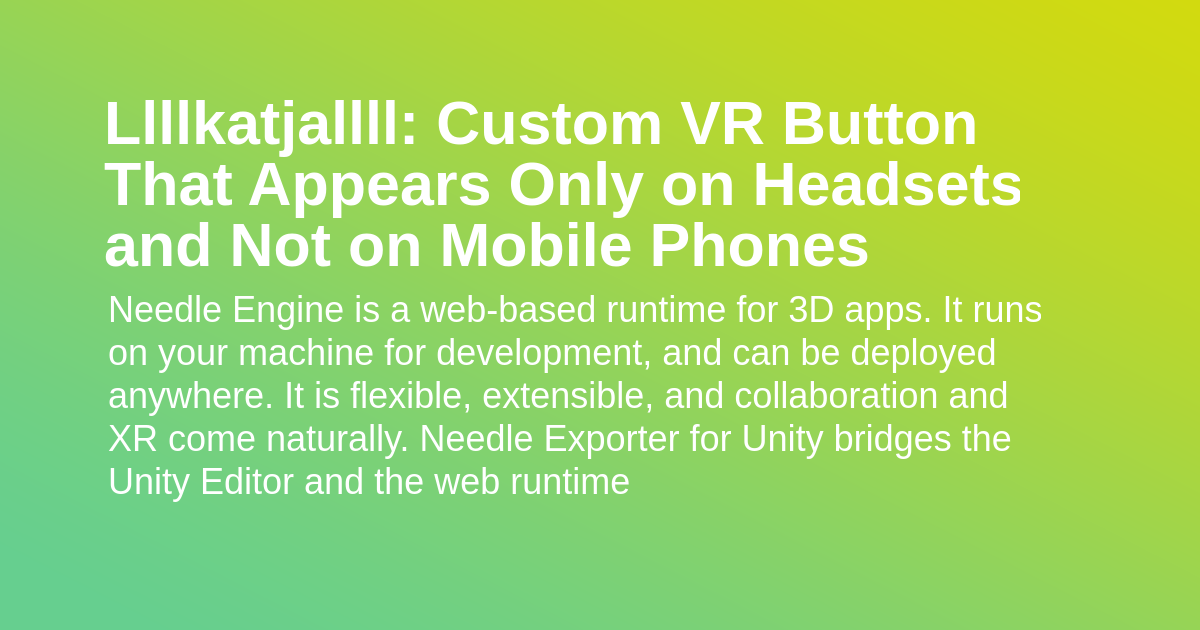 Llllkatjallll: Custom VR Button
That Appears Only on Headsets
and Not on Mobile Phones
Needle Engine is a web-based runtime for 3D apps. It runs
on your machine for development, and can be deployed
anywhere. It is flexible, extensible, and collaboration and
XR come naturally. Needle Exporter for Unity bridges the
Unity Editor and the web runtime